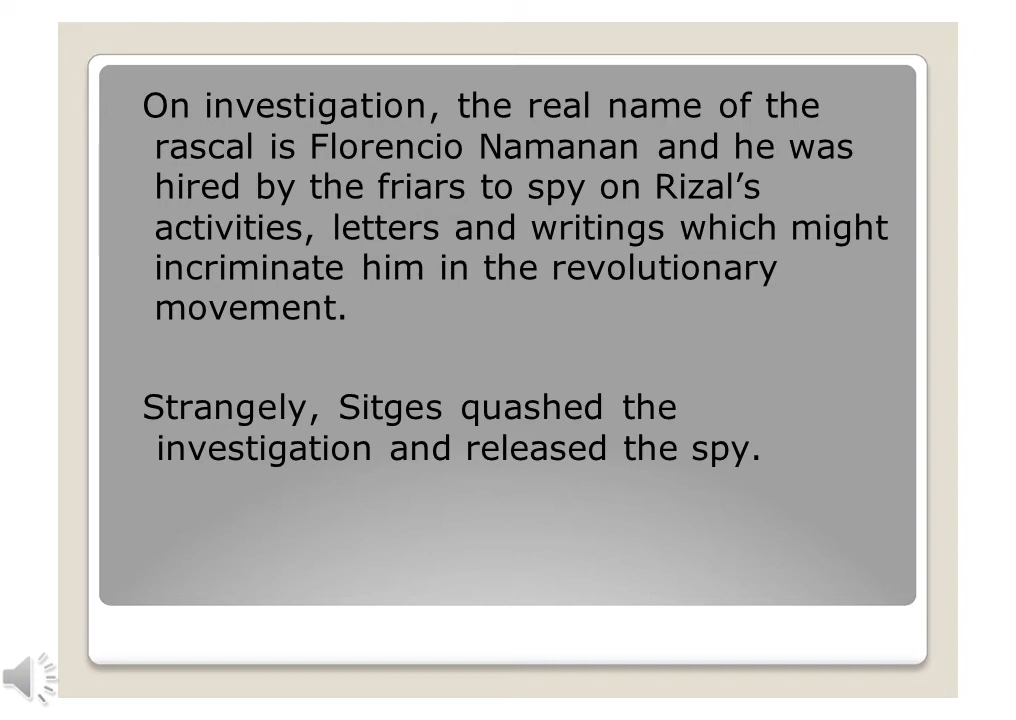 On investigation, the real name of the
rascal is Florencio Namanan and he was
hired by the friars to spy on Rizal’s
activities, letters and writings which might
incriminate him in the revolutionary
movement.
Strangely, Sitges quashed the
investigation and released the spy.